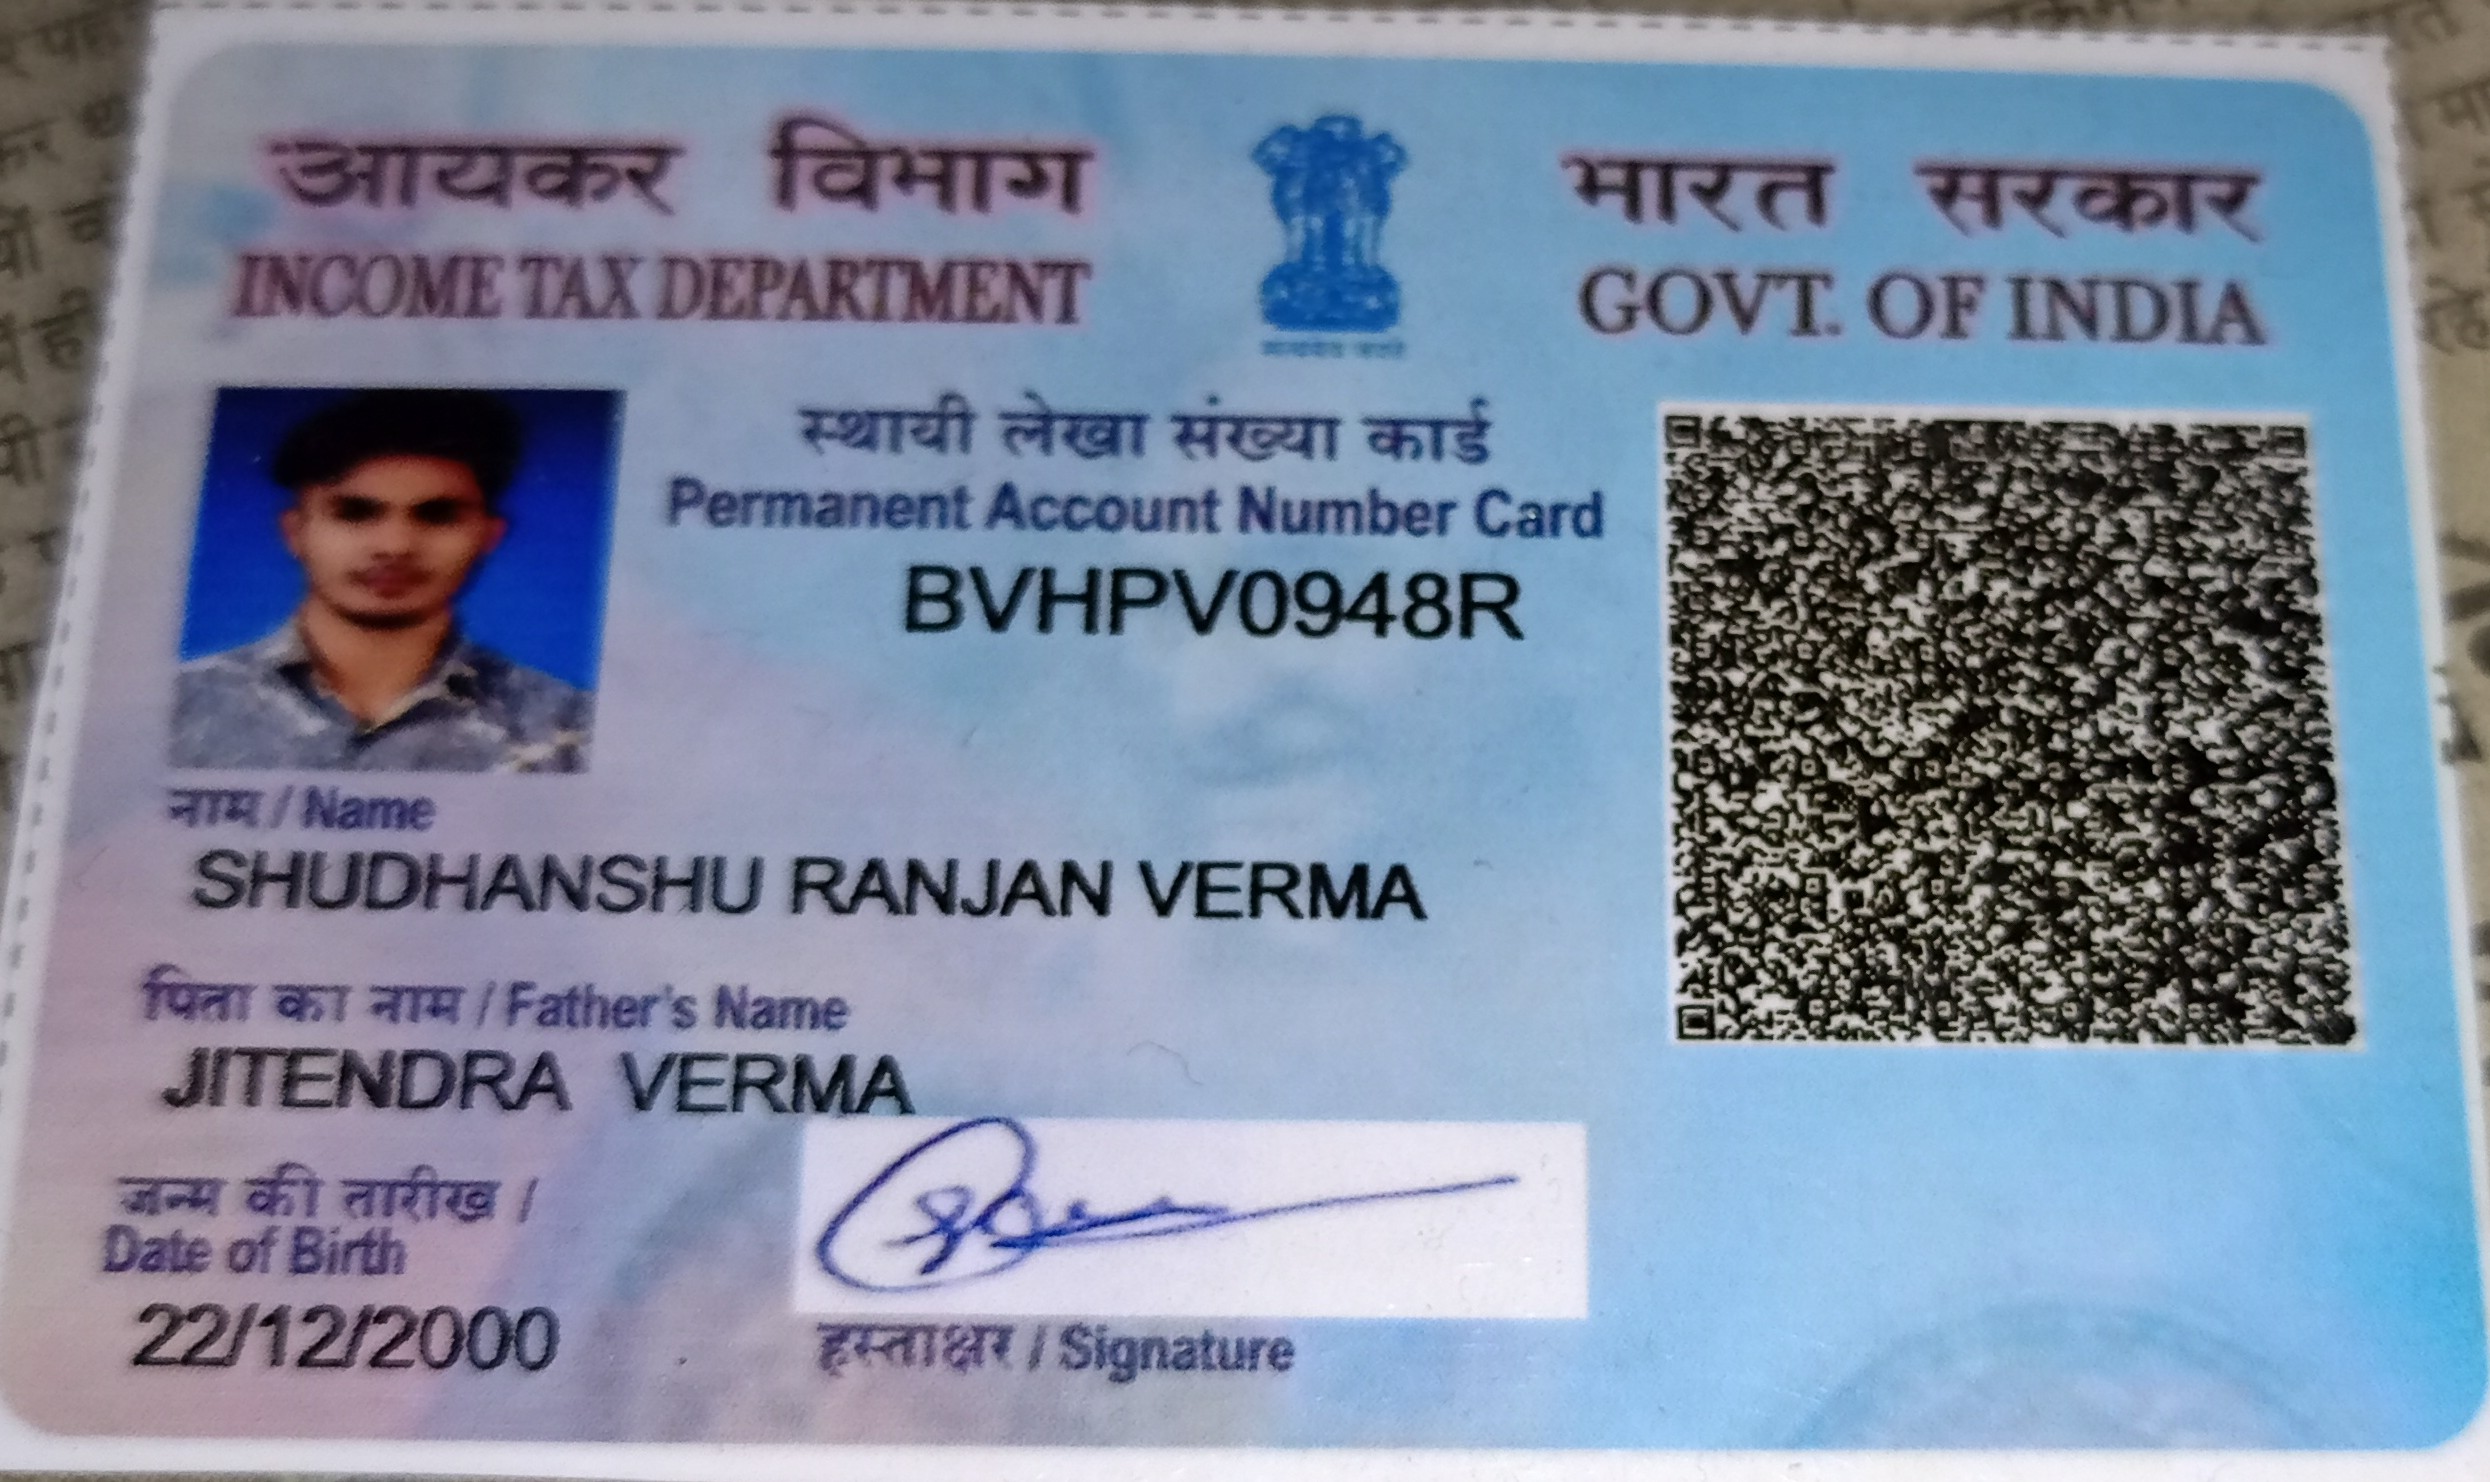 आयकर विभाग
INCOME TAX DEPARTMENT
भारत सरकार
GOVT. OF INDIA
स्थायी लेखा संख्या कार्ड
Permanent Account Number Card
BVHPV0948R
नाम / Name
SHUDHANSHU RANJAN VERMA
पिता का नाम / Father's Name
JITENDRA VERMA
जन्म की तारीख /
Date of Birth
22/12/2000
हस्ताक्षर / Signature